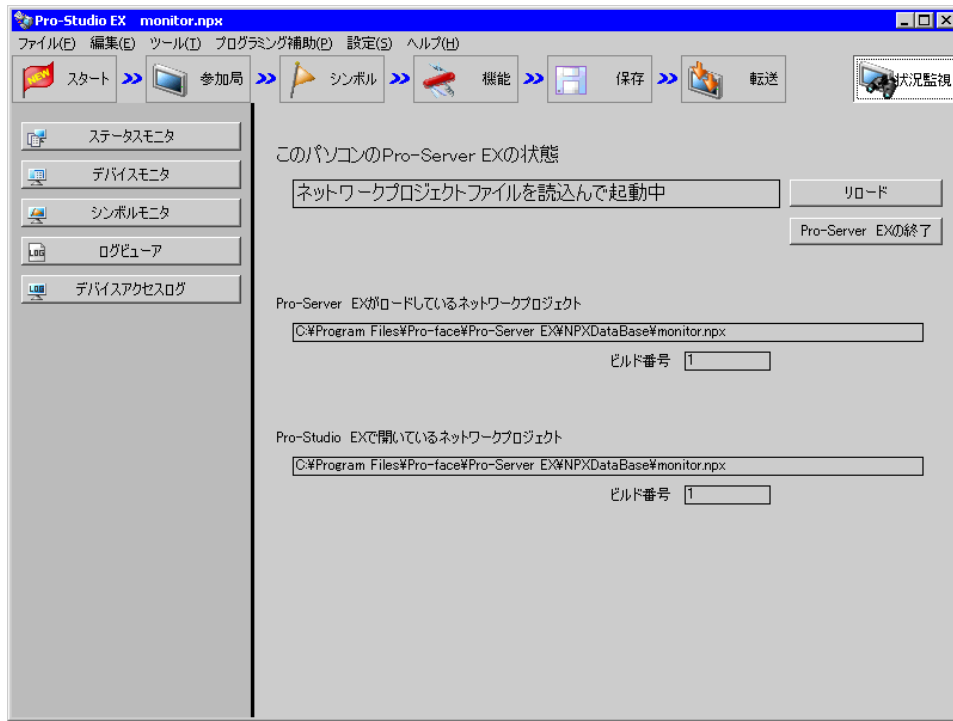 Pro-Studio EX monitor.npx
ファイル(F) 編集(E) ツール(T) プログラミング補助(P) 設定(S) ヘルプ(H)
NEW スタート 参加局 シンボル 機能 保存 転送 状況監視
ステータスモニタ
デバイスモニタ
シンボルモニタ
LOG ログビューア
LOG デバイスアクセスログ
このパソコンのPro-Server EXの状態
ネットワークプロジェクトファイルを読込んで起動中
リロード
Pro-Server EXの終了
Pro-Server EXがロードしているネットワークプロジェクト
C:¥Program Files¥Pro-face¥Pro-Server EX¥NPXDataBase¥monitor.npx
ビルド番号 1
Pro-Studio EXで開いているネットワークプロジェクト
C:¥Program Files¥Pro-face¥Pro-Server EX¥NPXDataBase¥monitor.npx
ビルド番号 1